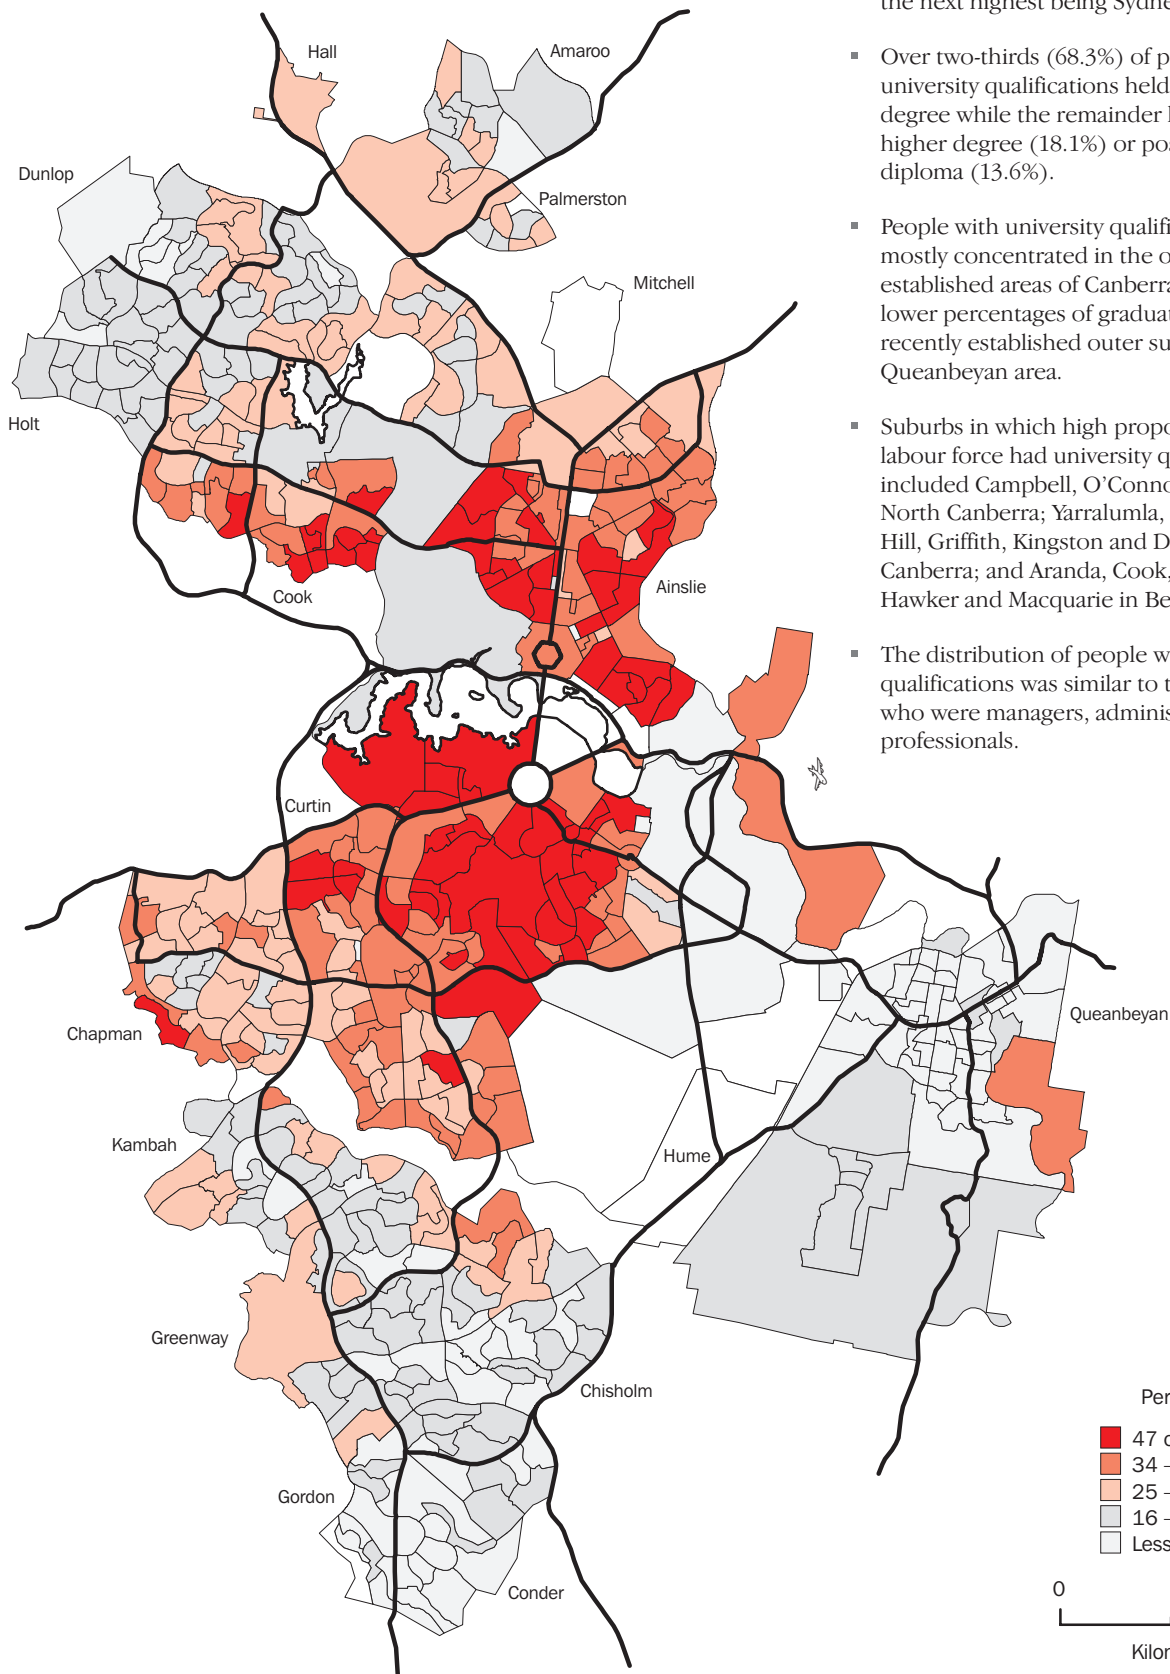 the next highest being Sydne
Over two-thirds (68.3%) of p
university qualifications held
degree while the remainder
higher degree (18.1%) or pos
diploma (13.6%).
People with university qualifi
mostly concentrated in the o
established areas of Canberra
lower percentages of graduat
recently established outer su
Queanbeyan area.
Suburbs in which high propo
labour force had university q
included Campbell, O'Conno
North Canberra; Yarralumla,
Hill, Griffith, Kingston and D
Canberra; and Aranda, Cook,
Hawker and Macquarie in Be
The distribution of people w
qualifications was similar to t
who were managers, adminis
professionals.
Hall
Amaroo
Dunlop
Palmerston
Mitchell
Holt
Cook
Ainslie
Curtin
Chapman
Queanbeyan
Kambah
Hume
Greenway
Chisholm
Gordon
Conder
Per
47 o
34 –
25 –
16 –
Less
0
Kilon